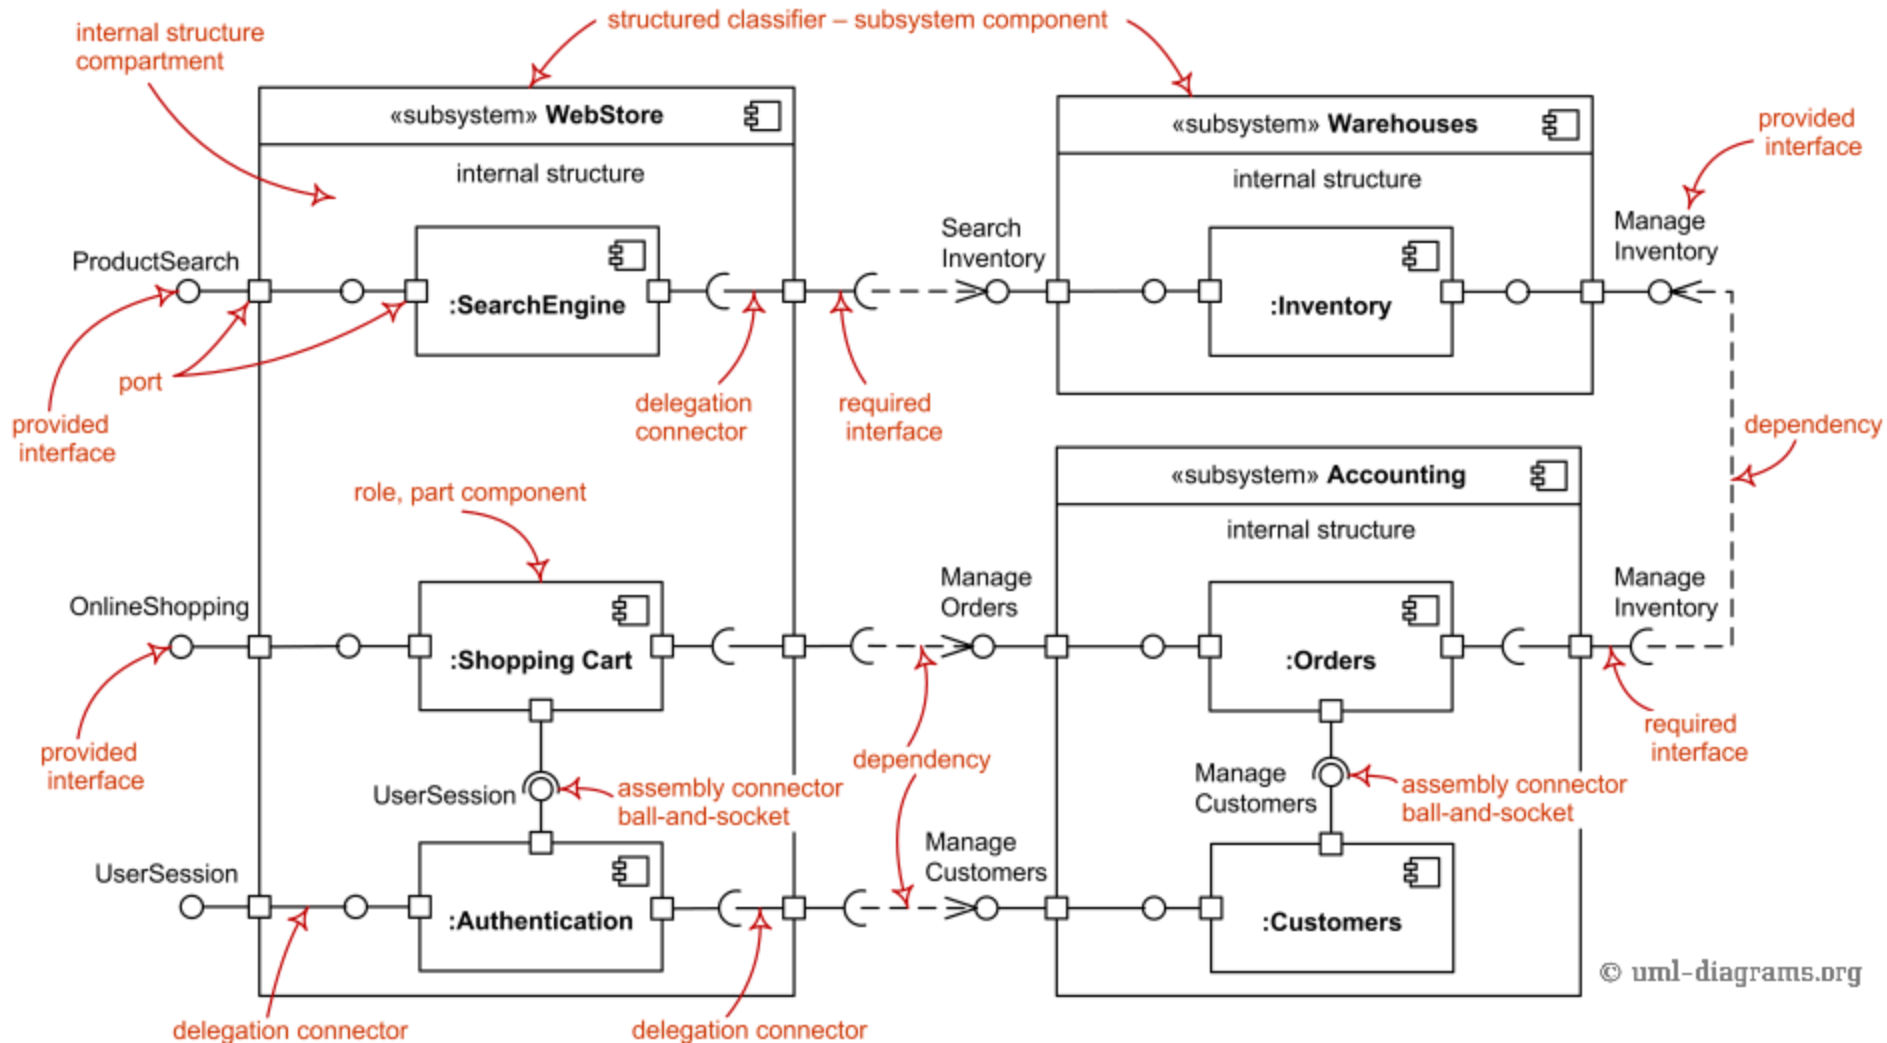 structured classifier – subsystem component
internal structure
compartment
«subsystem» WebStore
internal structure
ProductSearch
:SearchEngine
port
provided
interface
delegation
connector
required
interface
Search
Inventory
«subsystem» Warehouses
internal structure
:Inventory
provided
interface
Manage
Inventory
dependency
role, part component
OnlineShopping
:Shopping Cart
provided
interface
UserSession
assembly connector
ball-and-socket
UserSession
:Authentication
delegation connector
delegation connector
Manage
Orders
dependency
Manage
Customers
«subsystem» Accounting
internal structure
:Orders
Manage
Inventory
required
interface
Manage
Customers
assembly connector
ball-and-socket
:Customers
© uml-diagrams.org